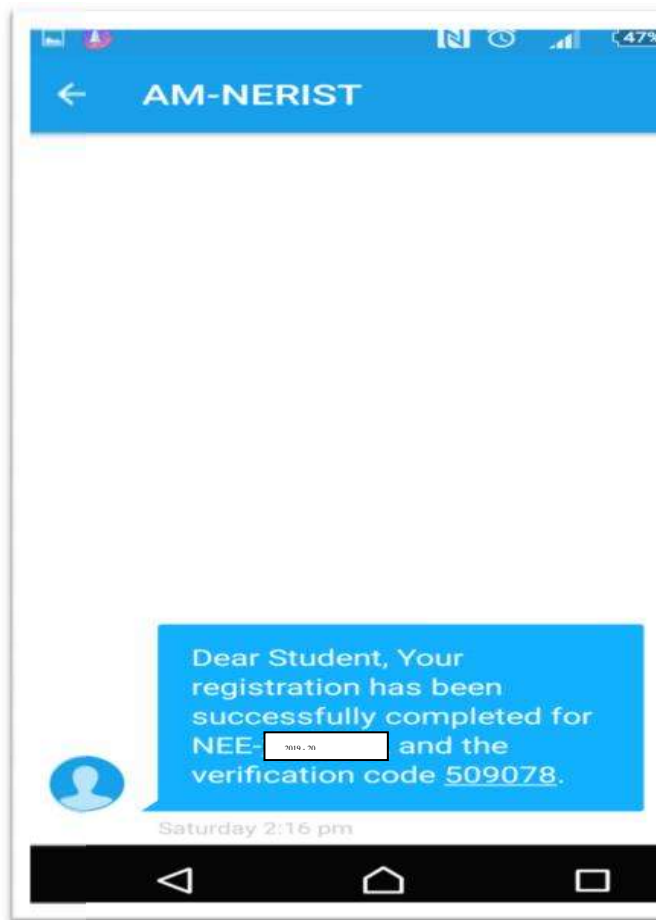 47%
AM-NERIST
Dear Student, Your
registration has been
successfully completed for
NEE- 2019 - 20 and the
verification code 509078.
Saturday 2:16 pm